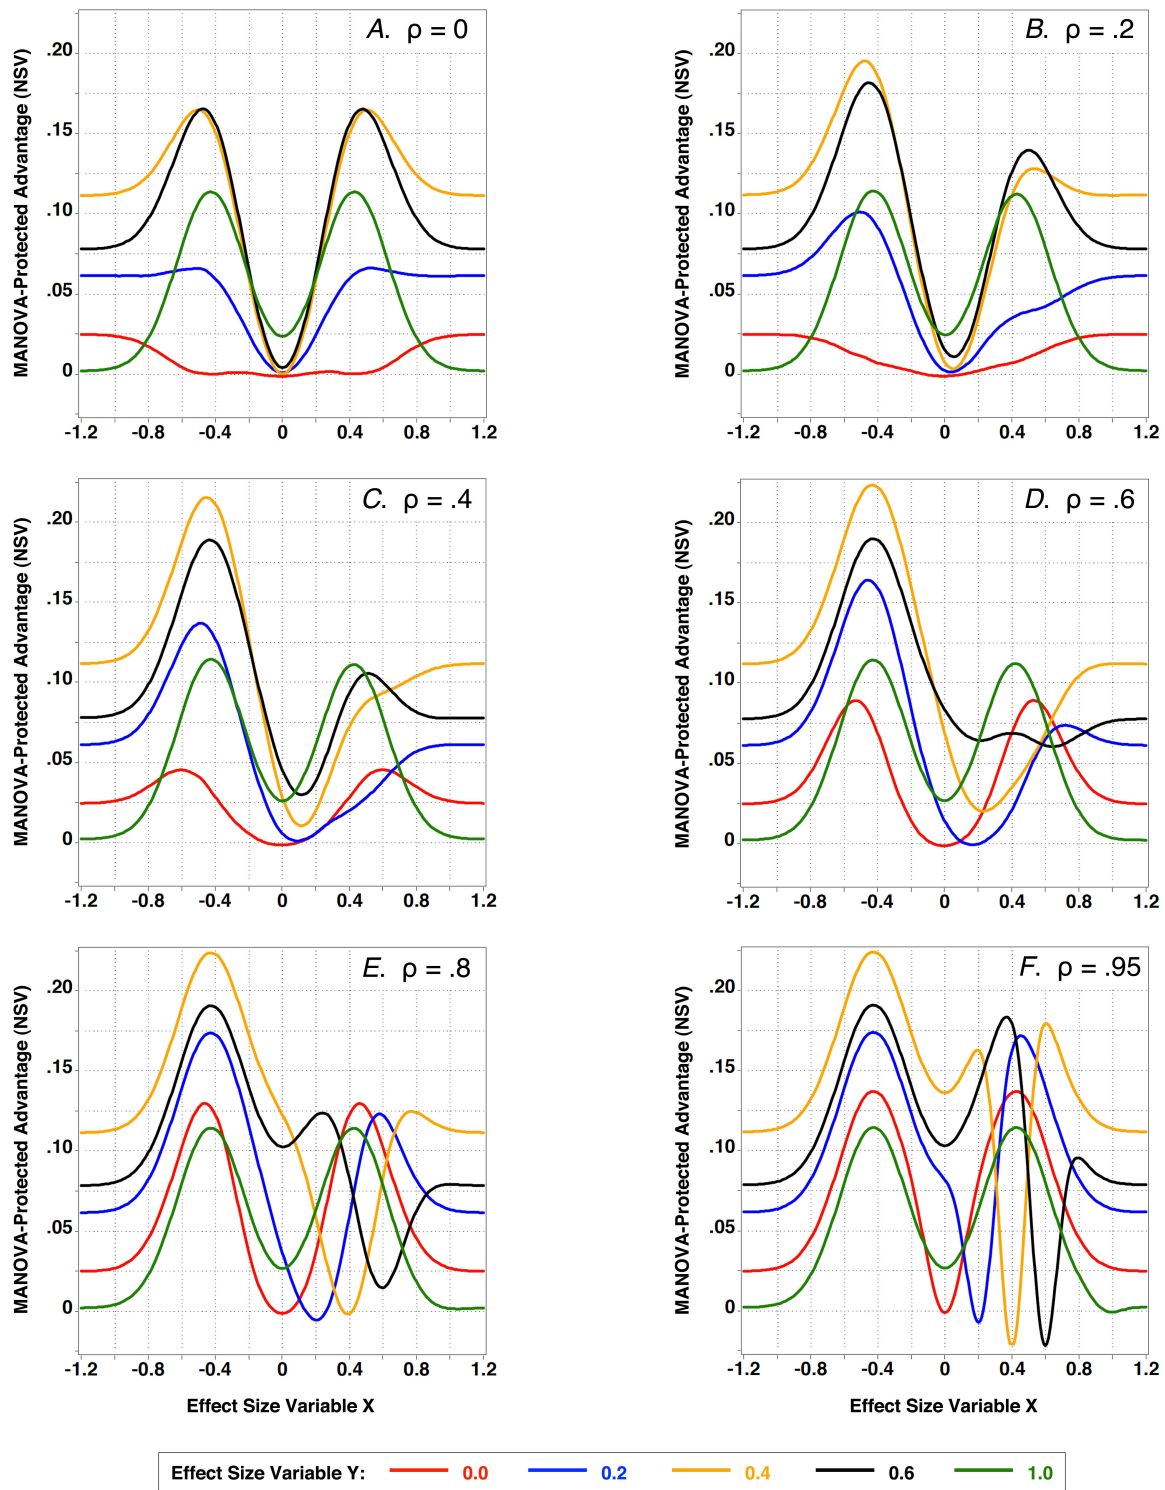 A. ρ = 0
MANOVA-Protected Advantage (NSV)
.20
.15
.10
.05
0
-1.2 -0.8 -0.4 0 0.4 0.8 1.2
B. ρ = .2
MANOVA-Protected Advantage (NSV)
.20
.15
.10
.05
0
-1.2 -0.8 -0.4 0 0.4 0.8 1.2
C. ρ = .4
MANOVA-Protected Advantage (NSV)
.20
.15
.10
.05
0
-1.2 -0.8 -0.4 0 0.4 0.8 1.2
D. ρ = .6
MANOVA-Protected Advantage (NSV)
.20
.15
.10
.05
0
-1.2 -0.8 -0.4 0 0.4 0.8 1.2
E. ρ = .8
MANOVA-Protected Advantage (NSV)
.20
.15
.10
.05
0
-1.2 -0.8 -0.4 0 0.4 0.8 1.2
Effect Size Variable X
F. ρ = .95
MANOVA-Protected Advantage (NSV)
.20
.15
.10
.05
0
-1.2 -0.8 -0.4 0 0.4 0.8 1.2
Effect Size Variable X
Effect Size Variable Y: 0.0 0.2 0.4 0.6 1.0